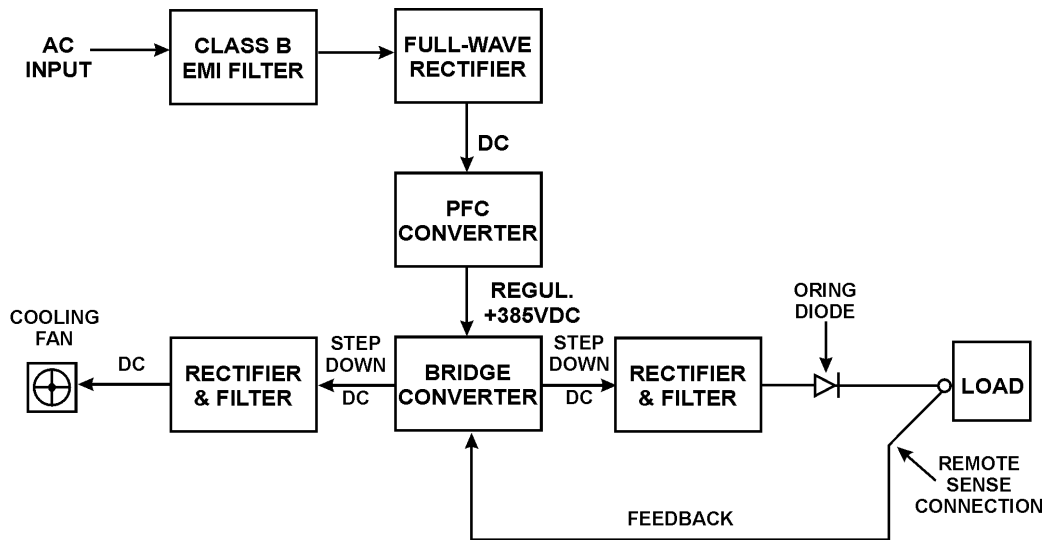 AC
INPUT
CLASS B
EMI FILTER
FULL-WAVE
RECTIFIER
DC
PFC
CONVERTER
REGUL.
+385VDC
ORING
DIODE
COOLING
FAN
DC
RECTIFIER
& FILTER
STEP
DOWN
DC
BRIDGE
CONVERTER
STEP
DOWN
DC
RECTIFIER
& FILTER
LOAD
REMOTE
SENSE
CONNECTION
FEEDBACK